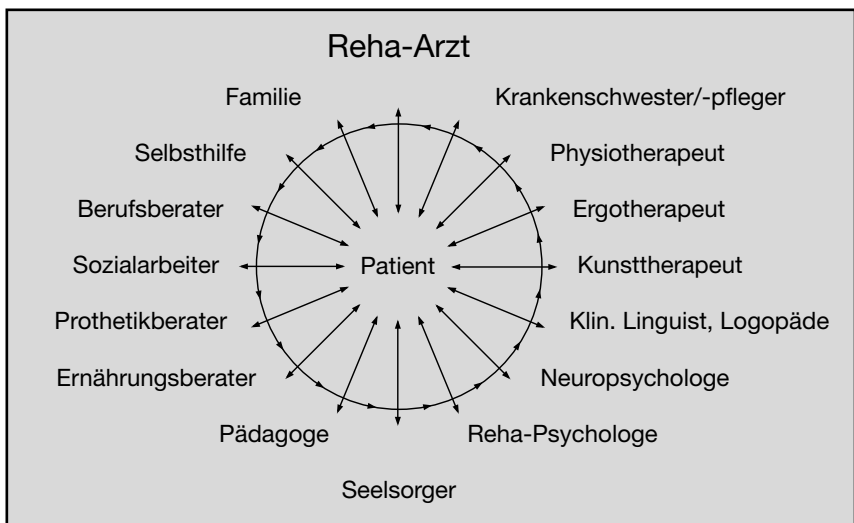 Reha-Arzt
Familie
Krankenschwester/-pfleger
Selbsthilfe
Physiotherapeut
Berufsberater
Ergotherapeut
Sozialarbeiter
Patient
Kunsttherapeut
Prothetikberater
Klin. Linguist, Logopäde
Ernährungsberater
Neuropsychologe
Pädagoge
Reha-Psychologe
Seelsorger